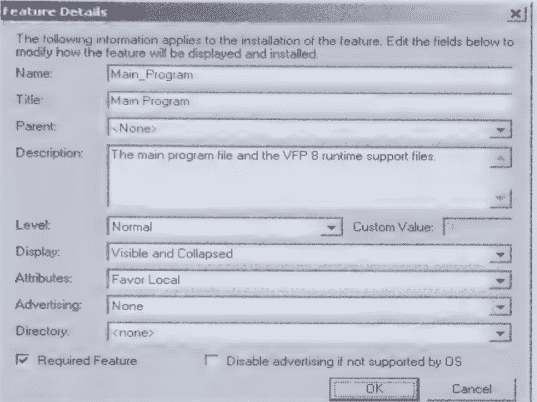 Feature Details
The following information applies to the installation of the feature. Edit the fields below to
modify how the feature will be displayed and installed.
Name: Main_Program
Title: Main Program
Parent: <None>
Description: The main program file and the VFP 8 runtime support files.
Level: Normal Custom Value:
Display: Visible and Collapsed
Attributes: Favor Local
Advertising: None
Directory: <none>
Required Feature Disable advertising if not supported by OS
OK Cancel